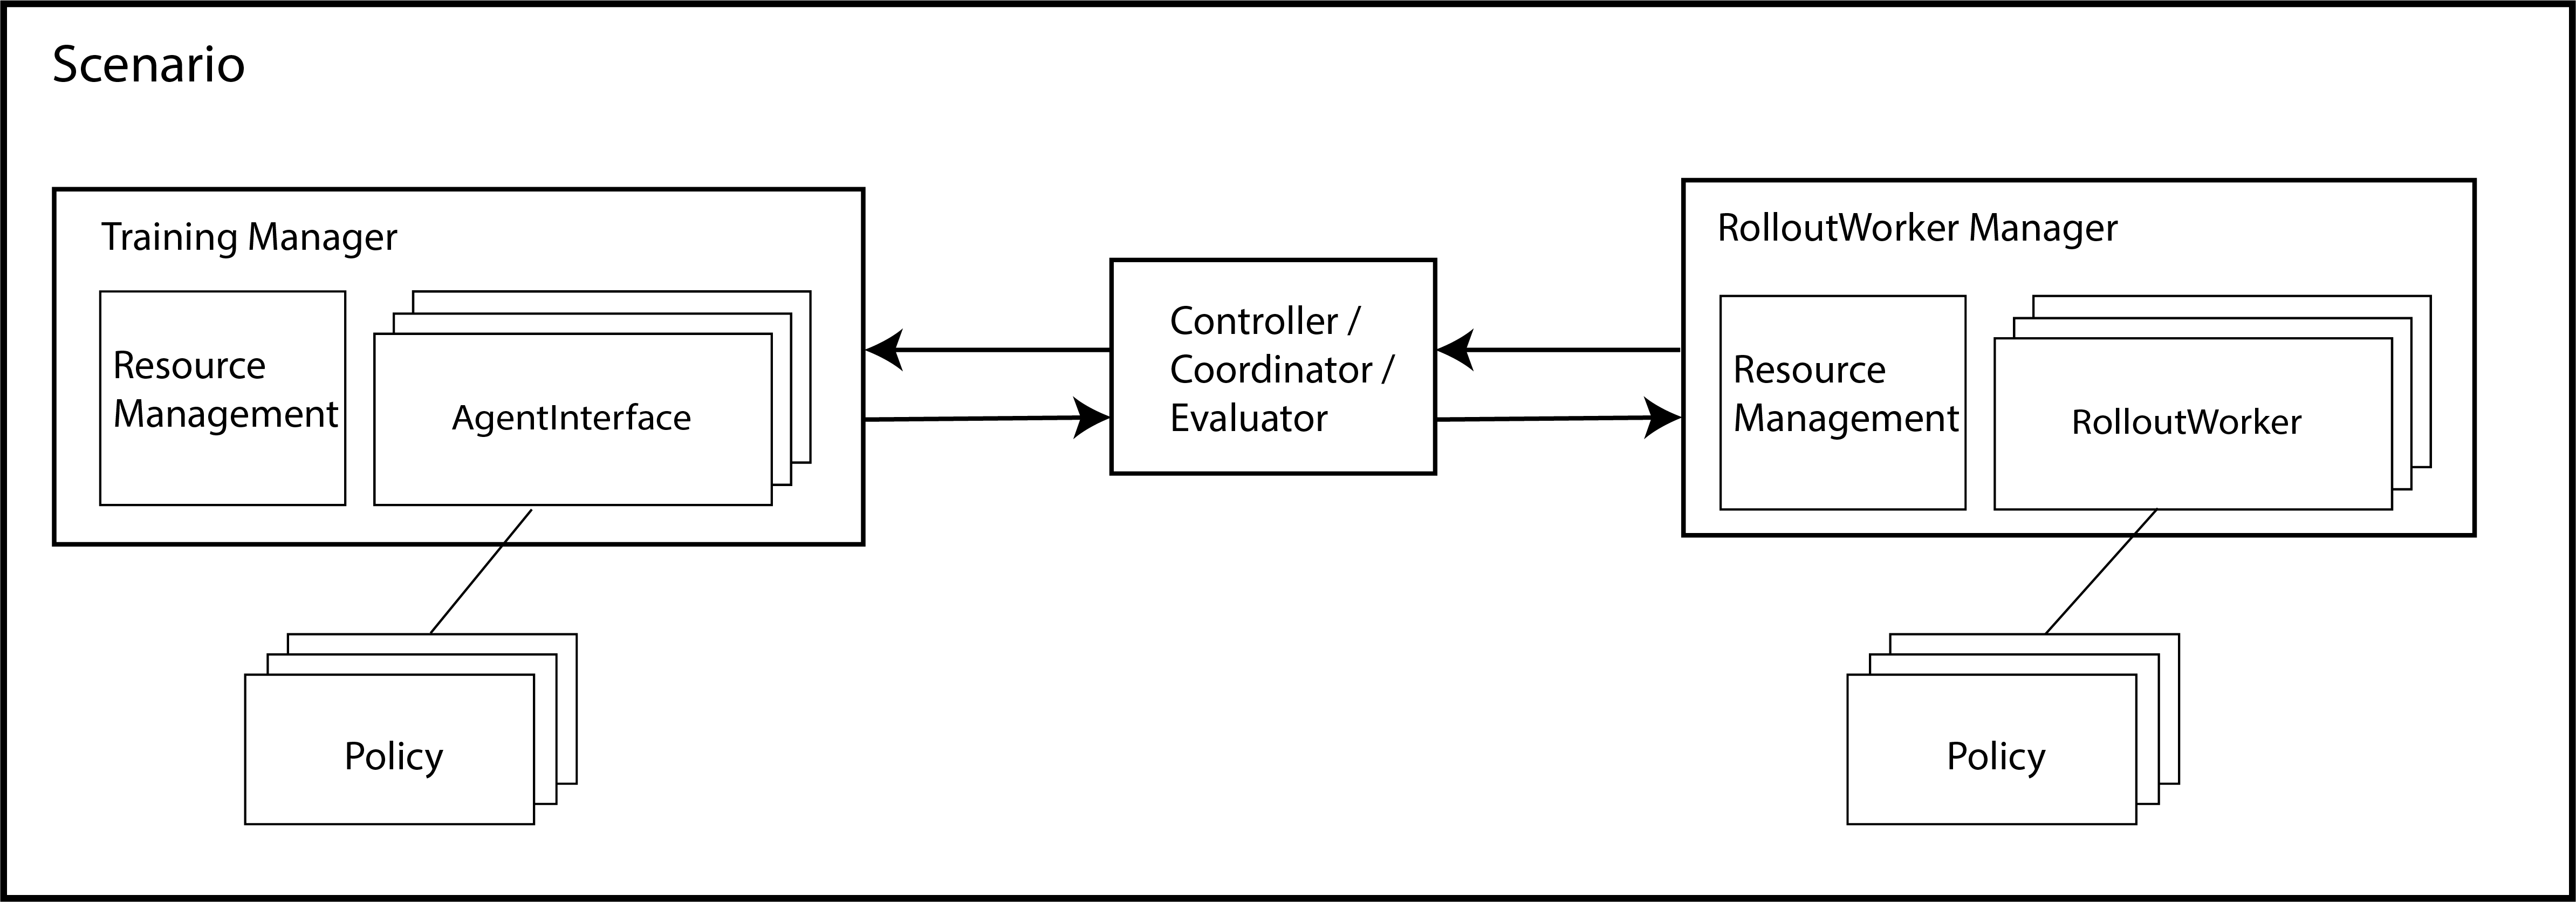 Scenario
Training Manager
Resource
Management
AgentInterface
Policy
Controller /
Coordinator /
Evaluator
RolloutWorker Manager
Resource
Management
RolloutWorker
Policy